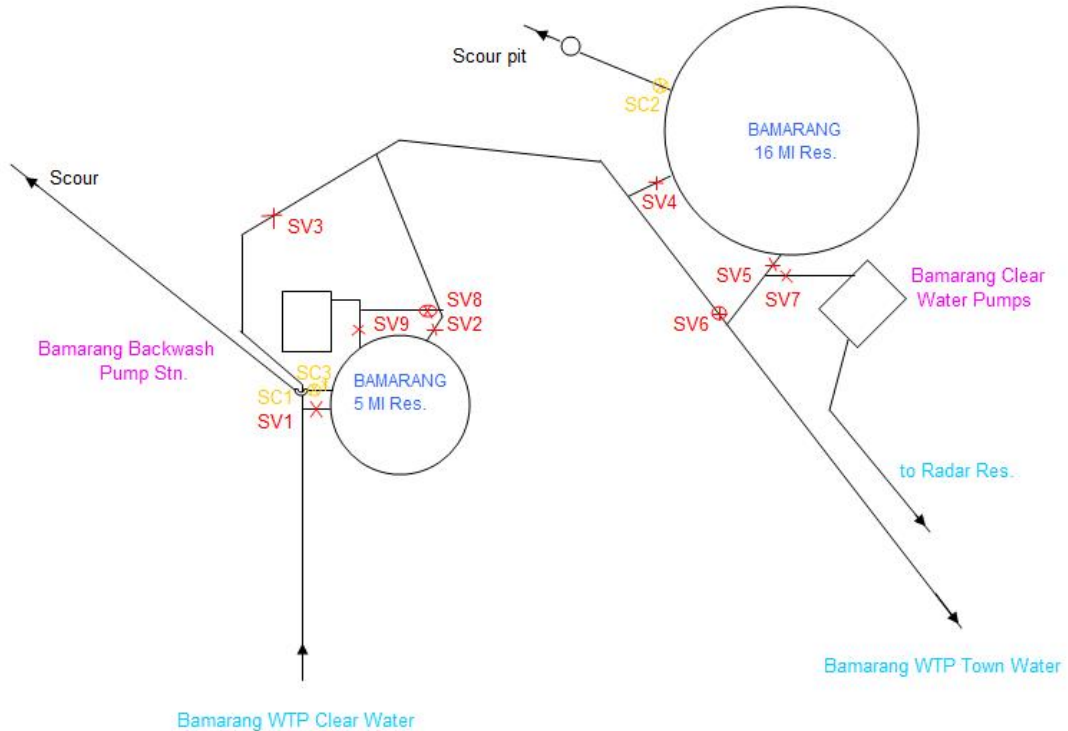 Scour pit
SC2
BAMARANG
16 Ml Res.
Scour
SV3
SV4
SV5
SV7
Bamarang Clear
Water Pumps
SV8
SV9
SV2
SV6
Bamarang Backwash
Pump Stn.
SC3
SC1
SV1
BAMARANG
5 Ml Res.
to Radar Res.
Bamarang WTP Town Water
Bamarang WTP Clear Water